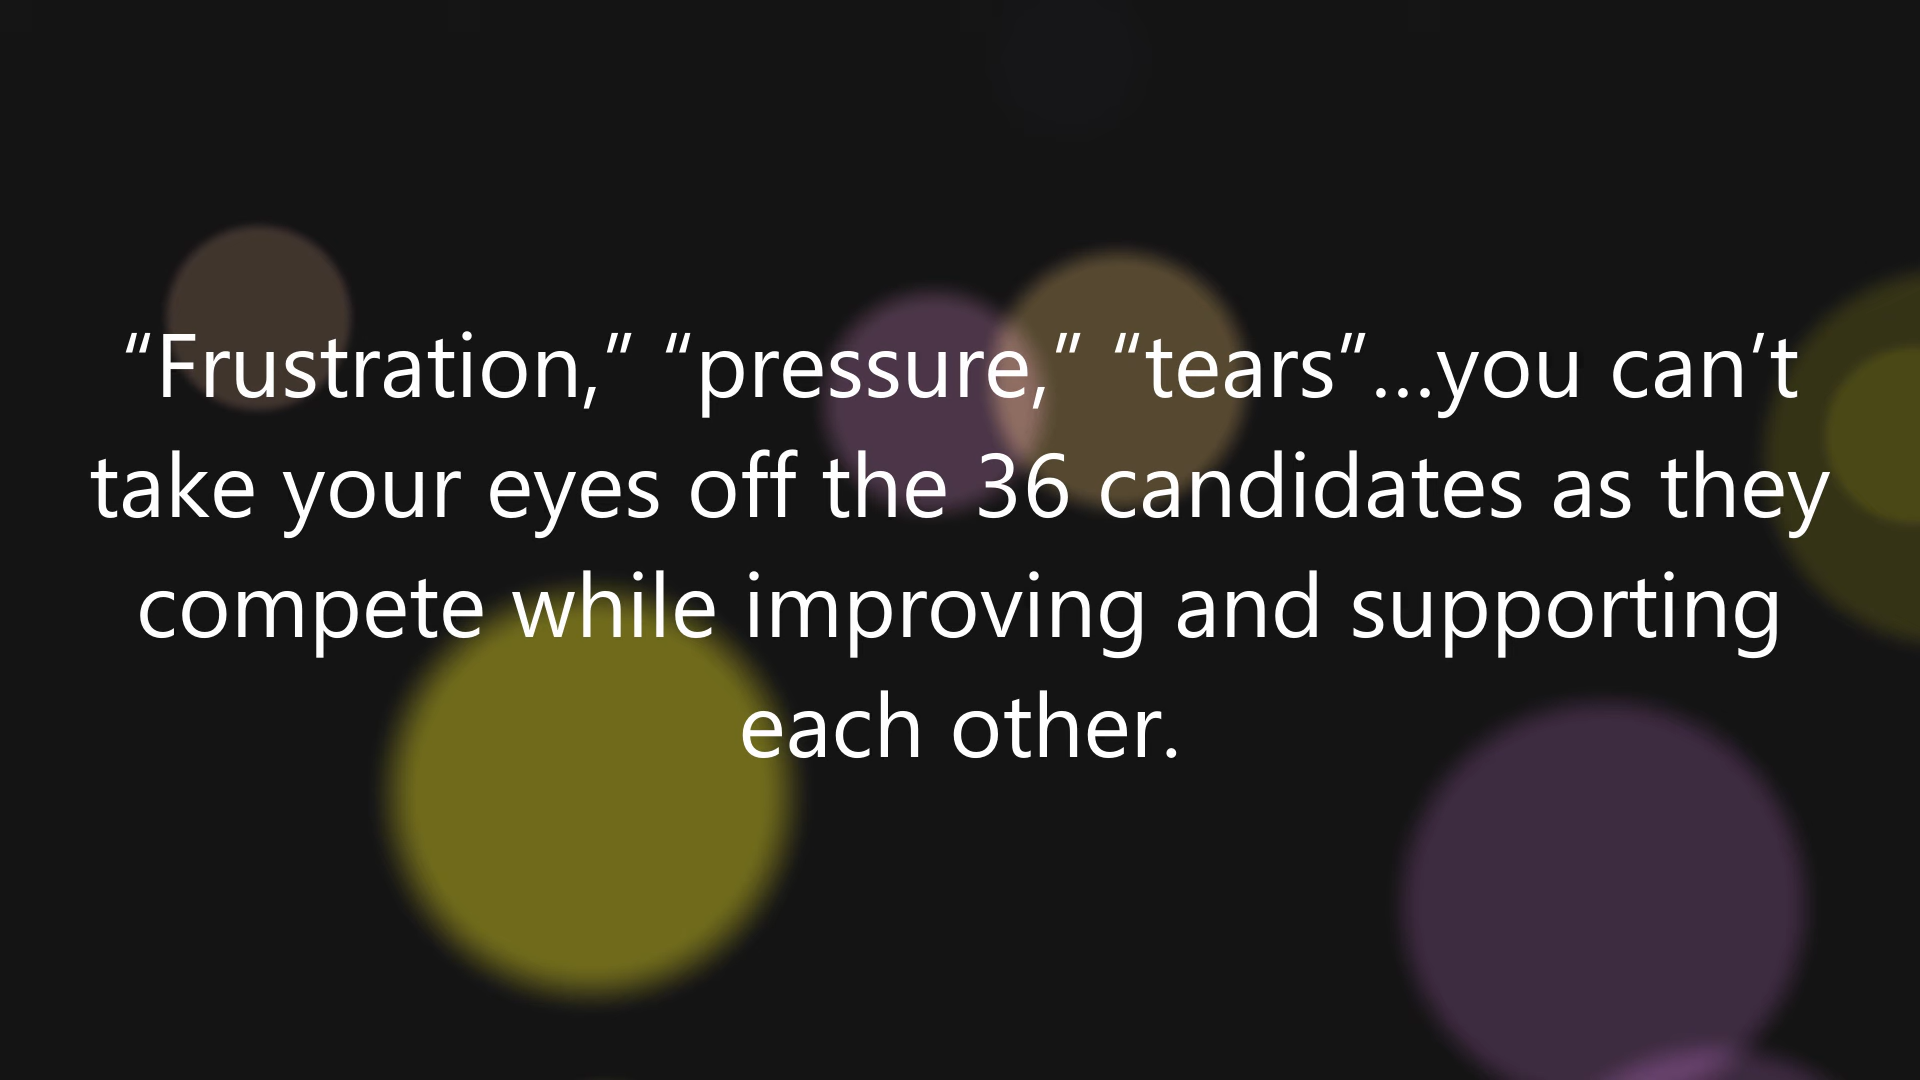 “Frustration,” “pressure,” “tears”...you can’t
take your eyes off the 36 candidates as they
compete while improving and supporting
each other.